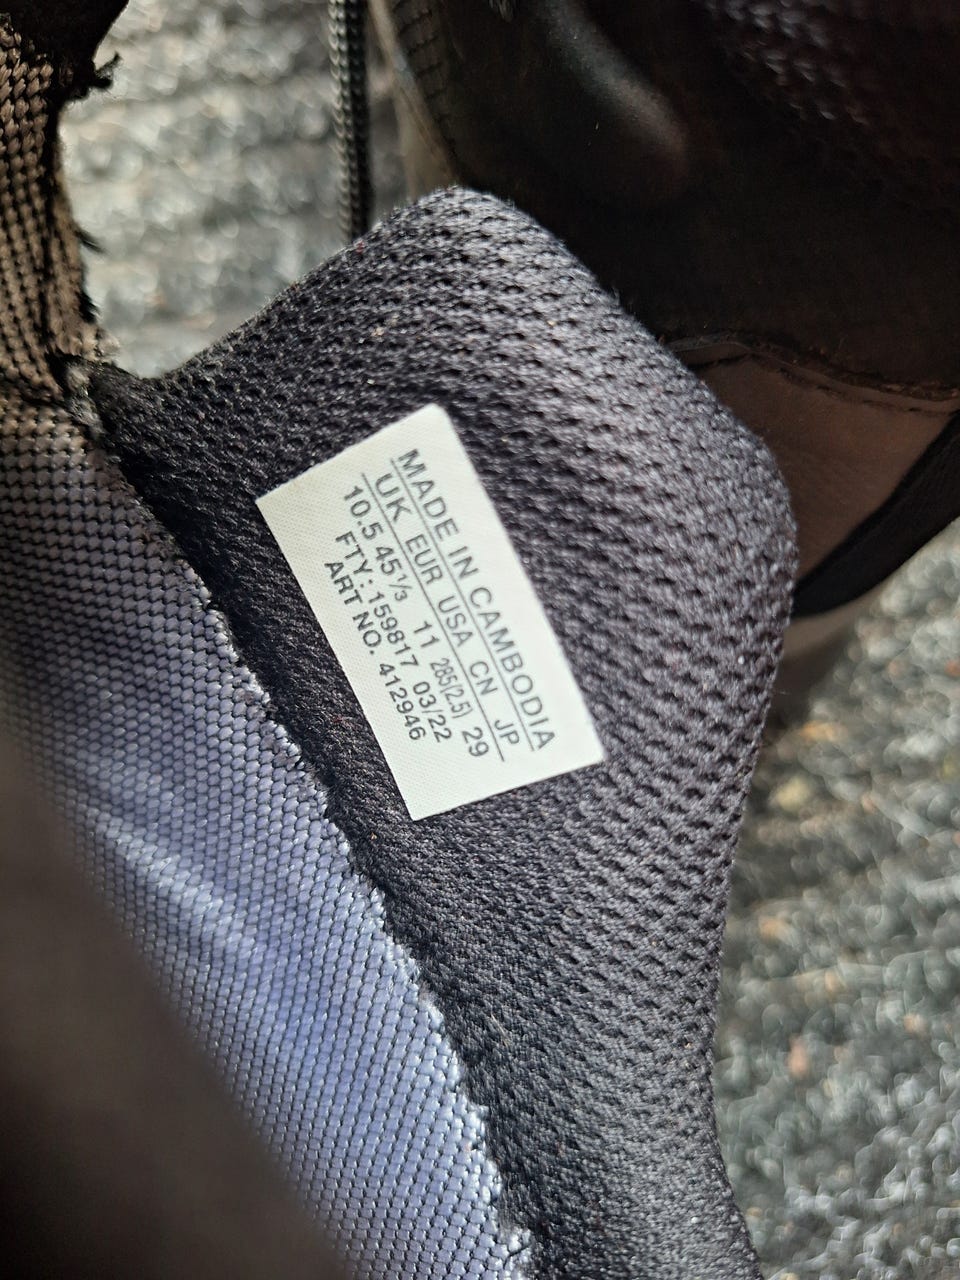 MADE IN CAMBODIA
UK EUR USA CN JP
10.5 45⅓ 11 285(2.5) 29
FTY: 159817 03/22
ART NO. 412946